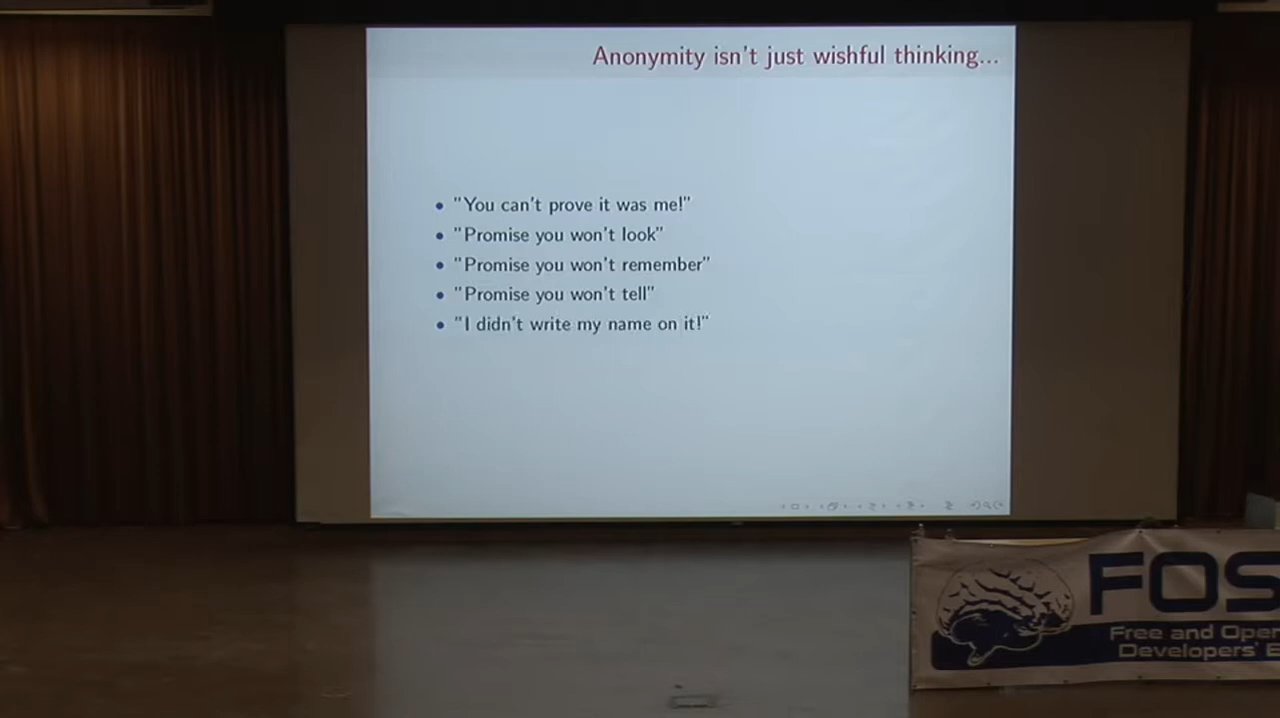 Anonymity isn't just wishful thinking...
• "You can't prove it was me!"
• "Promise you won't look"
• "Promise you won't remember"
• "Promise you won't tell"
• "I didn't write my name on it!"
FOS
Free and Oper
Developers' E